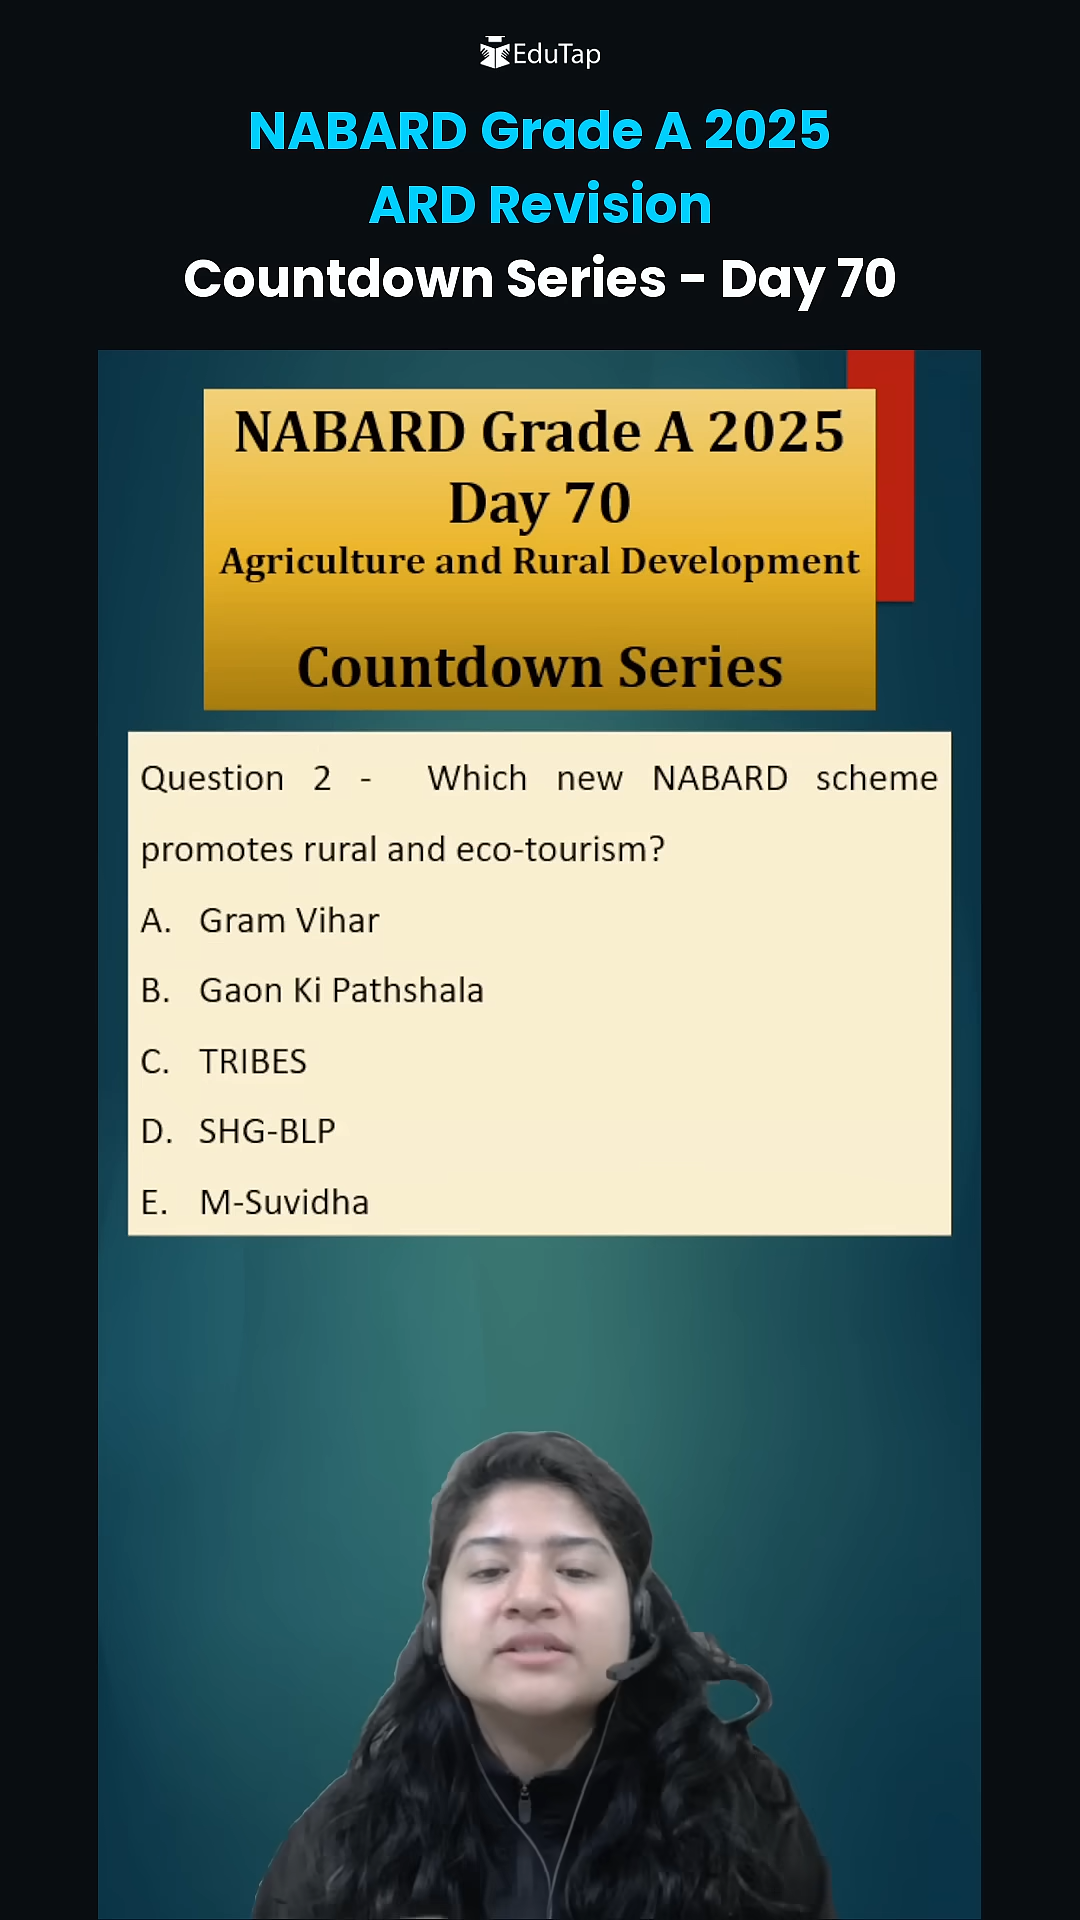 EduTap
NABARD Grade A 2025
ARD Revision
Countdown Series - Day 70
NABARD Grade A 2025
Day 70
Agriculture and Rural Development
Countdown Series
Question 2 - Which new NABARD scheme
promotes rural and eco-tourism?
A. Gram Vihar
B. Gaon Ki Pathshala
C. TRIBES
D. SHG-BLP
E. M-Suvidha